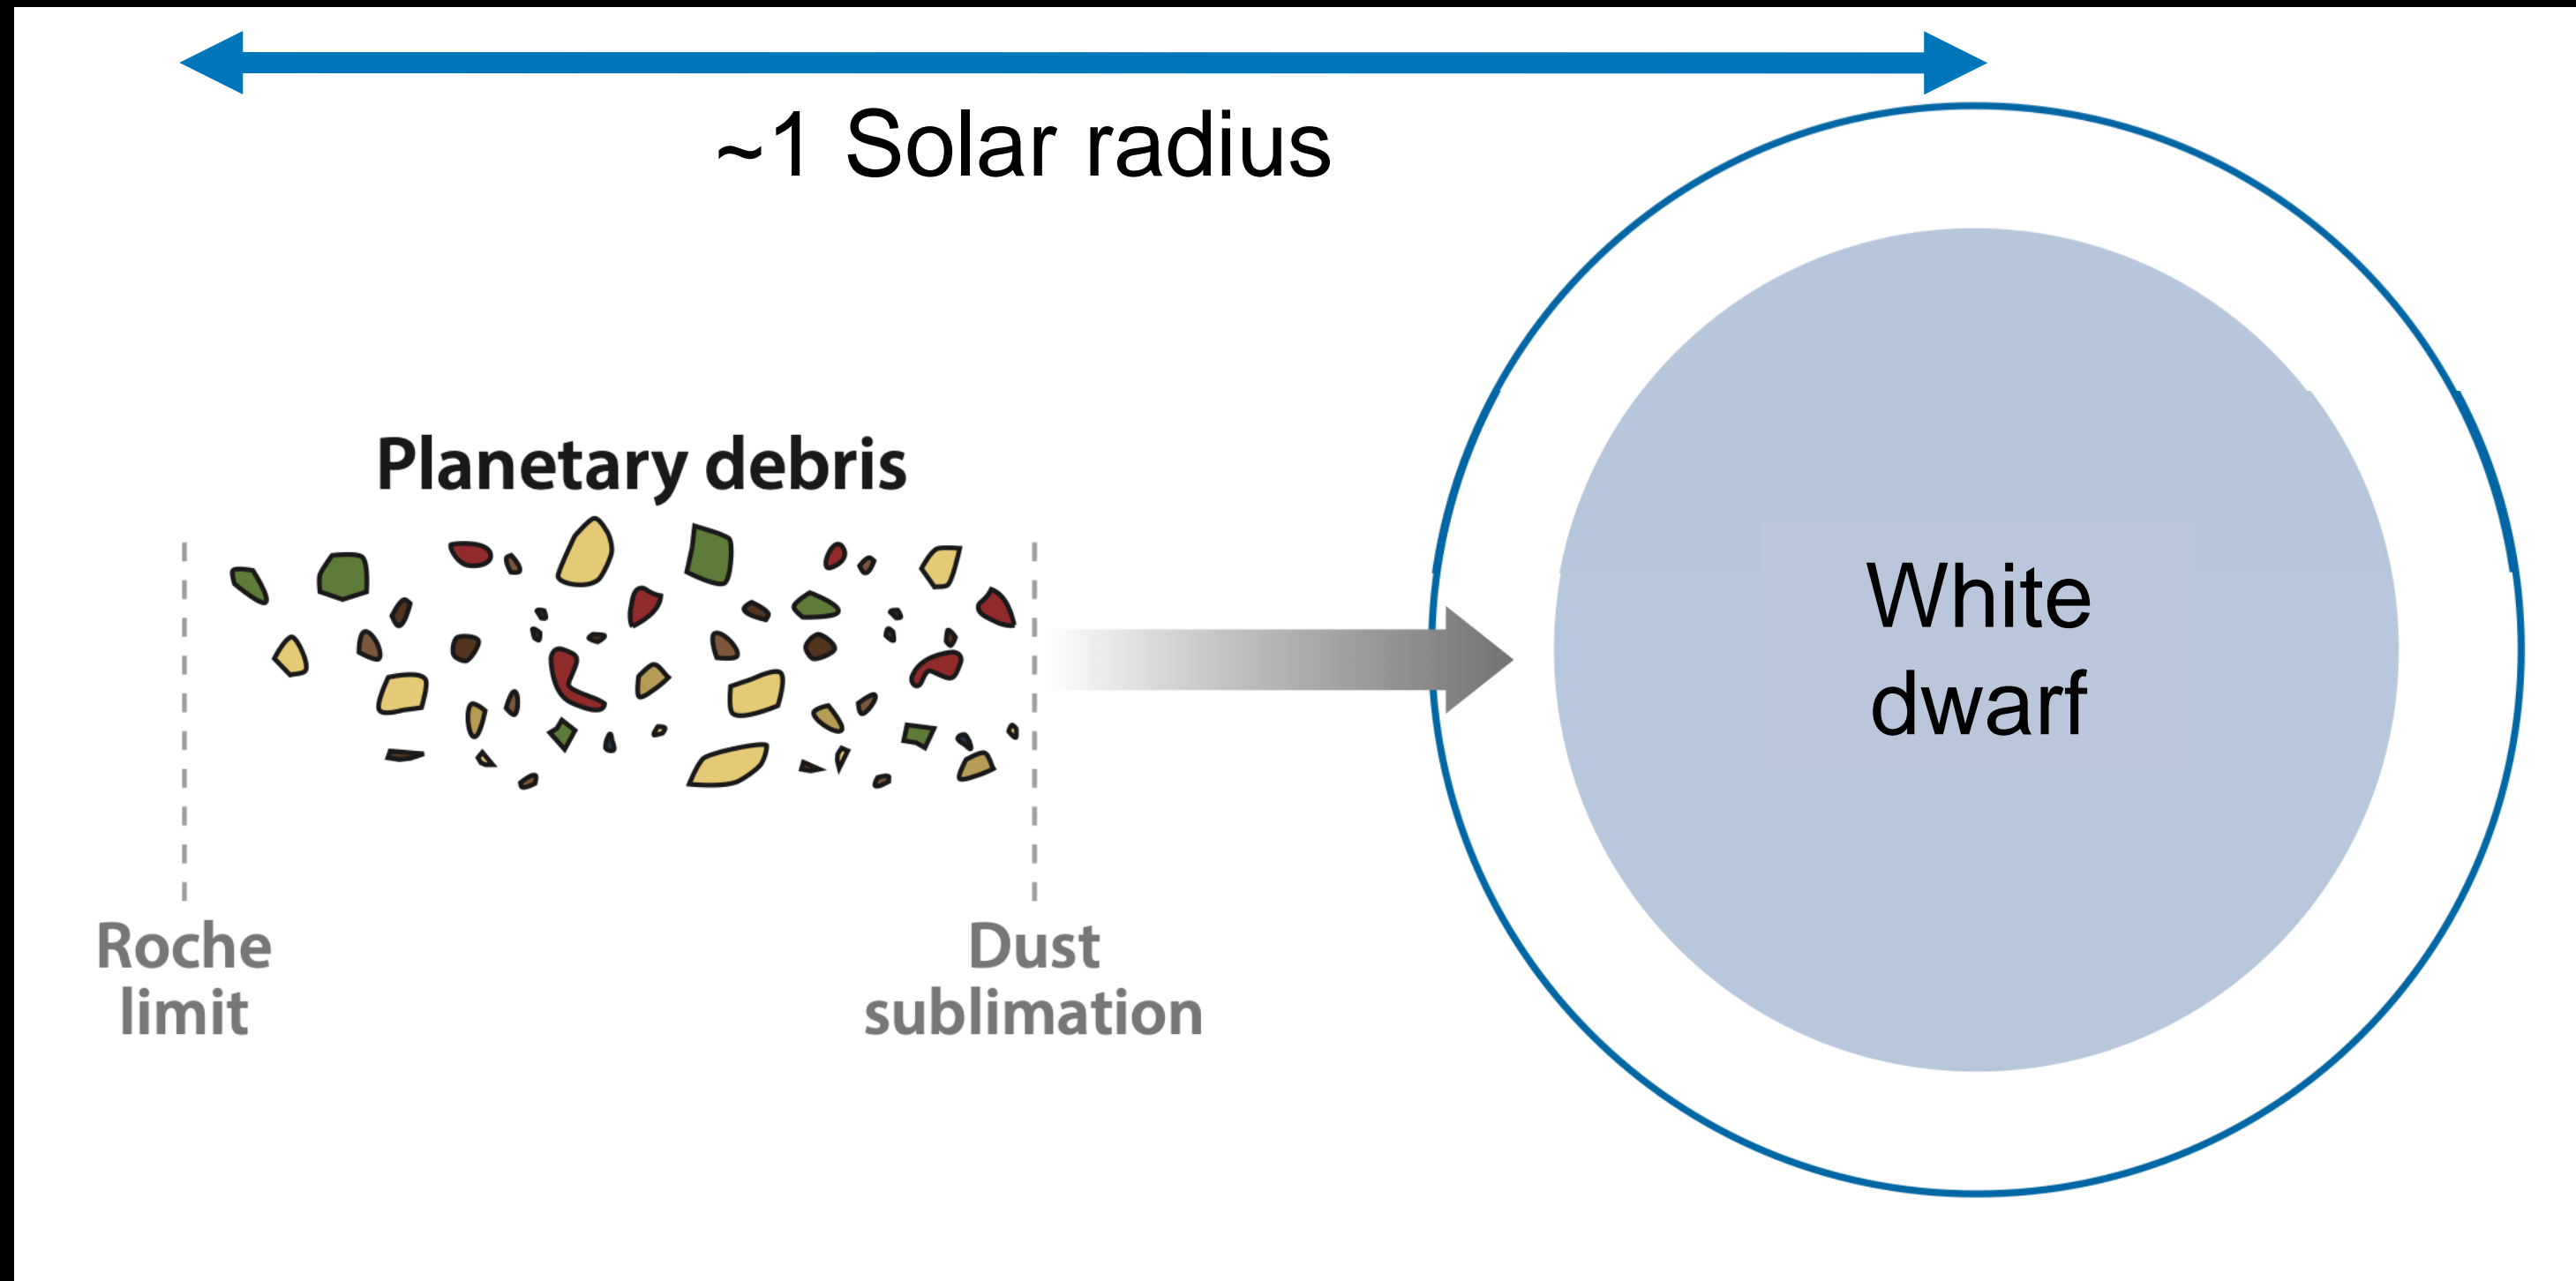 ~1 Solar radius
Planetary debris
White
dwarf
Roche
limit
Dust
sublimation